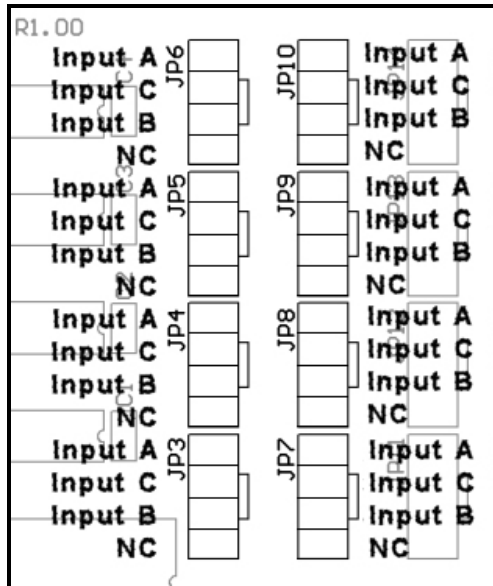 R1.00
Input A JP6 JP10 Input A
Input C Input C
Input B Input B
NC NC
Input A JP5 JP9 Input A
Input C Input C
Input B Input B
NC NC
Input A JP4 JP8 Input A
Input C Input C
Input B Input B
NC NC
Input A JP3 JP7 Input A
Input C Input C
Input B Input B
NC NC